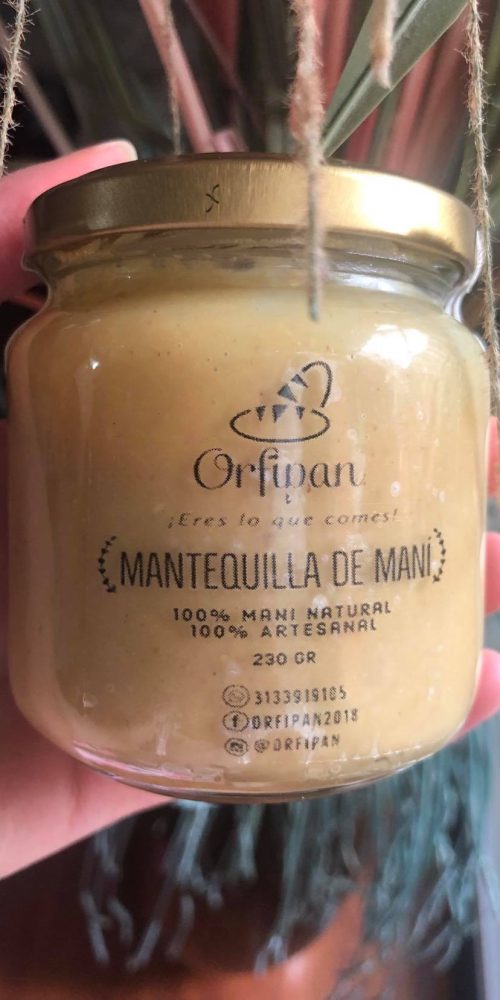 Orfipan
¡Eres lo que comes!
MANTEQUILLA DE MANÍ
100% MANI NATURAL
100% ARTESANAL
230 GR
3133919105
ORFIPAN2018
@ORFIPAN